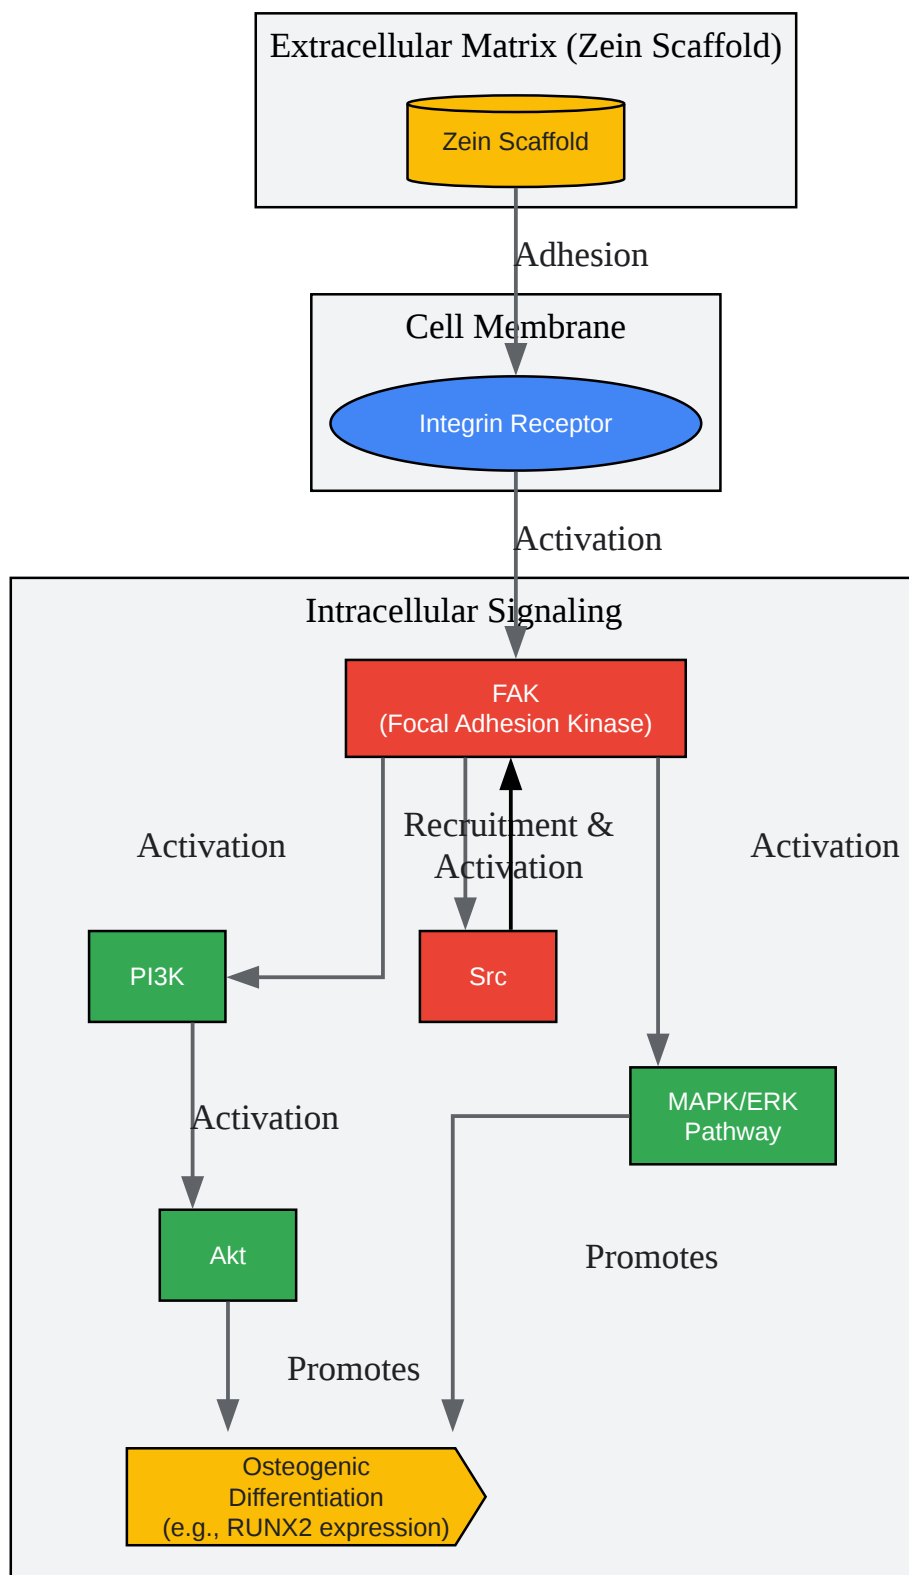 Extracellular Matrix (Zein Scaffold)
Zein Scaffold
Adhesion
Cell Membrane
Integrin Receptor
Activation
Intracellular Signaling
FAK
(Focal Adhesion Kinase)
Activation
Recruitment &
Activation
Activation
PI3K
Src
MAPK/ERK
Pathway
Activation
Akt
Promotes
Promotes
Osteogenic
Differentiation
(e.g., RUNX2 expression)